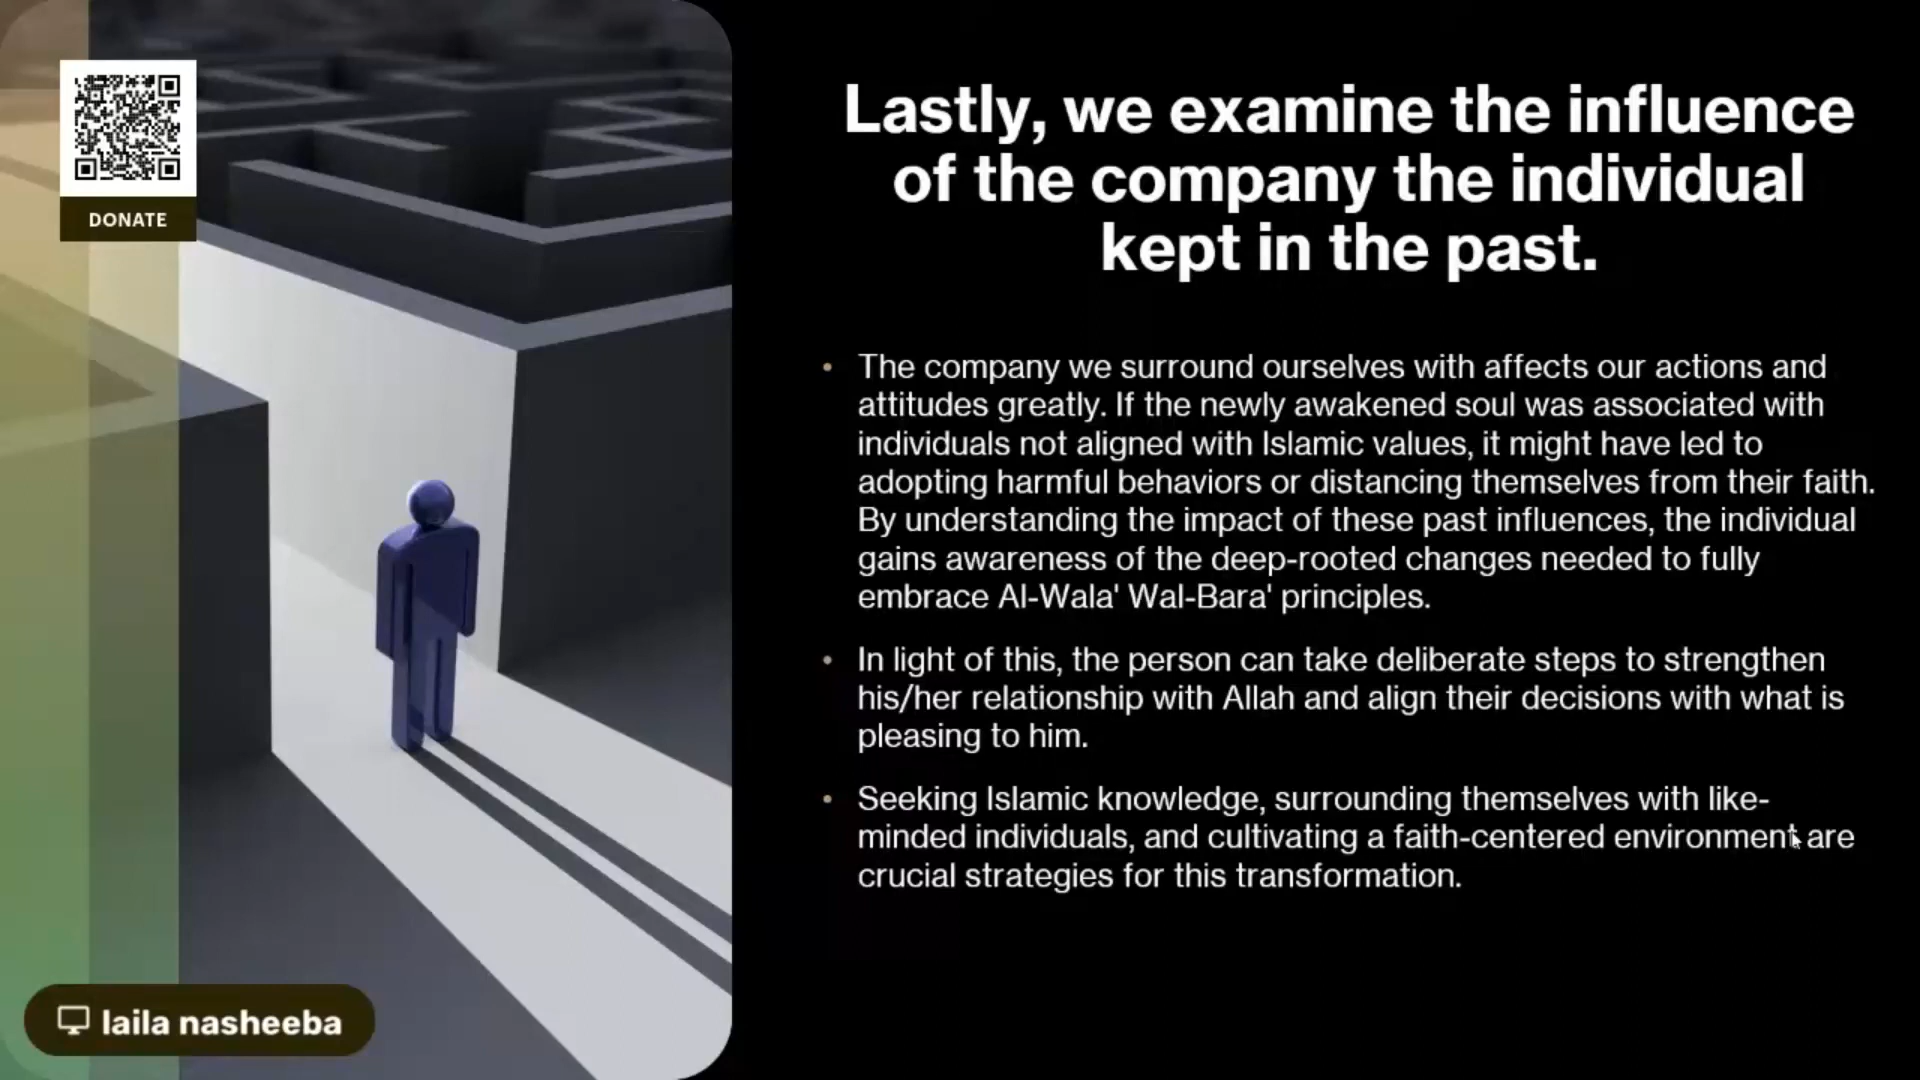 DONATE
Lastly, we examine the influence
of the company the individual
kept in the past.
• The company we surround ourselves with affects our actions and
attitudes greatly. If the newly awakened soul was associated with
individuals not aligned with Islamic values, it might have led to
adopting harmful behaviors or distancing themselves from their faith.
By understanding the impact of these past influences, the individual
gains awareness of the deep-rooted changes needed to fully
embrace Al-Wala' Wal-Bara' principles.
• In light of this, the person can take deliberate steps to strengthen
his/her relationship with Allah and align their decisions with what is
pleasing to him.
• Seeking Islamic knowledge, surrounding themselves with like-
minded individuals, and cultivating a faith-centered environment are
crucial strategies for this transformation.
laila nasheeba